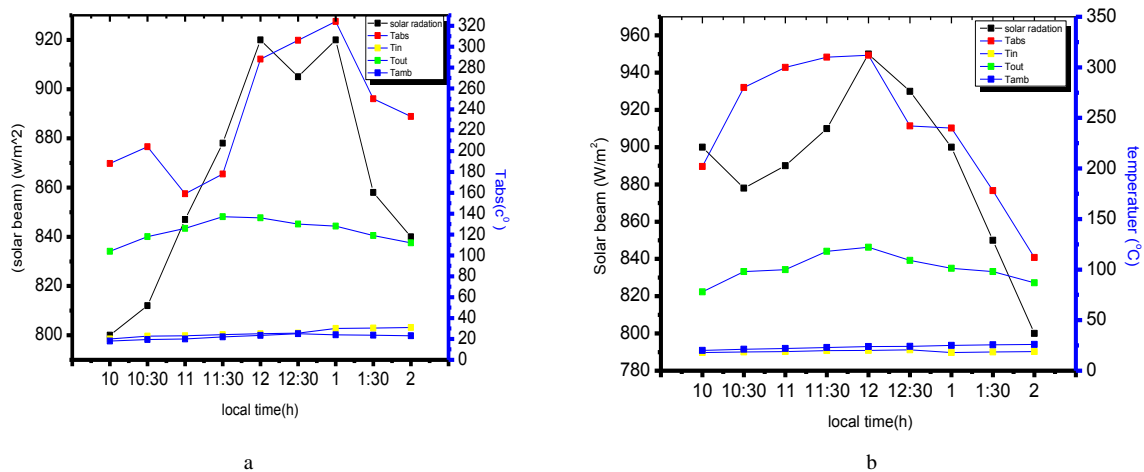 920
900
880
860
840
820
800
320
300
280
260
240
220
200
180
160
140
120
100
80
60
40
20
0
10 10:30 11 11:30 12 12:30 1 1:30 2
local time(h)
(solar beam) (w/m^2)
Tabs(c⁰)
solar radation
Tabs
Tin
Tout
Tamb
a
960
940
920
900
880
860
840
820
800
780
350
300
250
200
150
100
50
0
10 10:30 11 11:30 12 12:30 1 1:30 2
local time(h)
Solar beam (W/m²)
temperatuer (°C)
solar radation
Tabs
Tin
Tout
Tamb
b